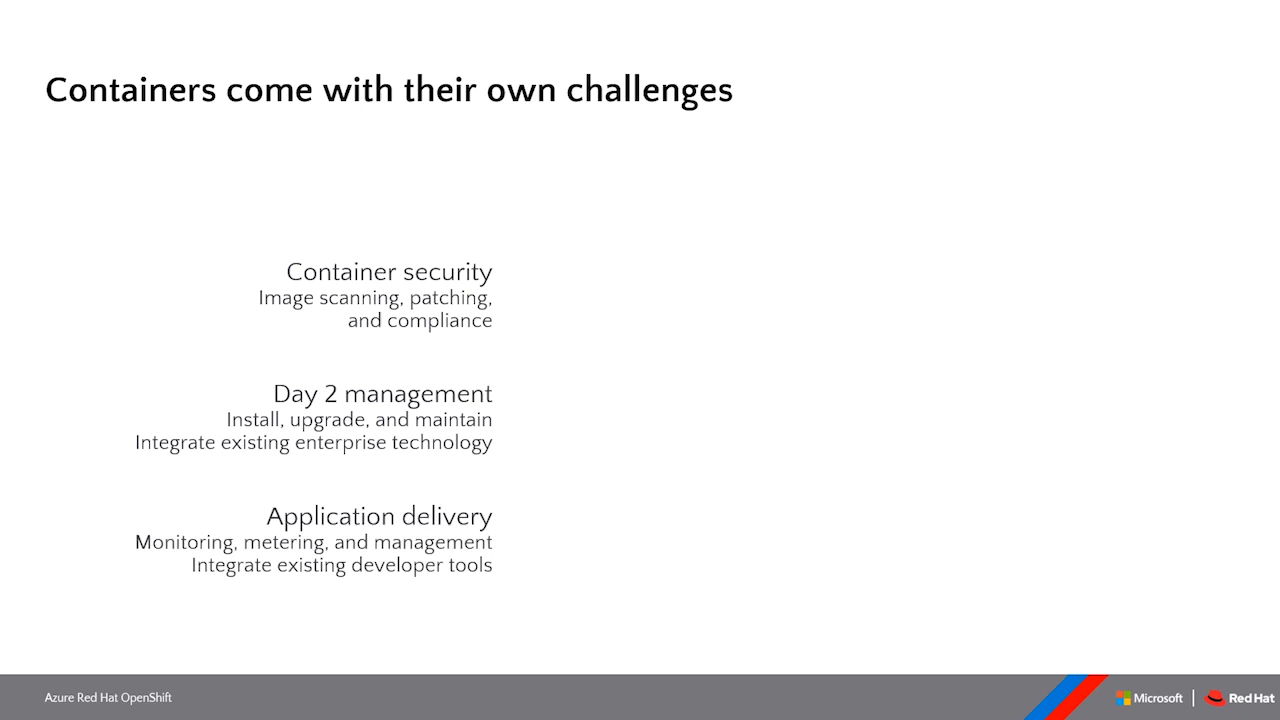 Containers come with their own challenges
Container security
Image scanning, patching,
and compliance
Day 2 management
Install, upgrade, and maintain
Integrate existing enterprise technology
Application delivery
Monitoring, metering, and management
Integrate existing developer tools
Azure Red Hat OpenShift
Microsoft | Red Hat